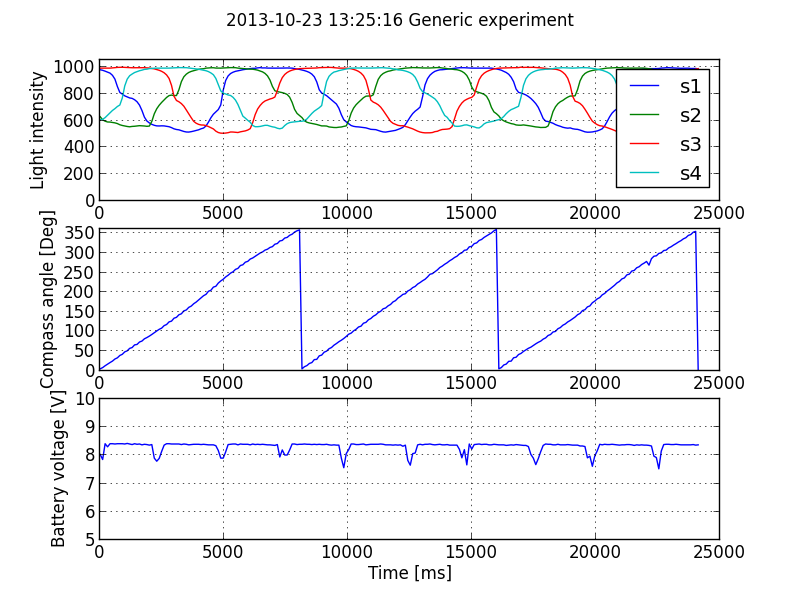 2013-10-23 13:25:16 Generic experiment
Light intensity
1000
800
600
400
200
0
s1
s2
s3
s4
0 5000 10000 15000 20000 25000
Compass angle [Deg]
350
300
250
200
150
100
50
0
0 5000 10000 15000 20000 25000
Battery voltage [V]
10
9
8
7
6
5
0 5000 10000 15000 20000 25000
Time [ms]